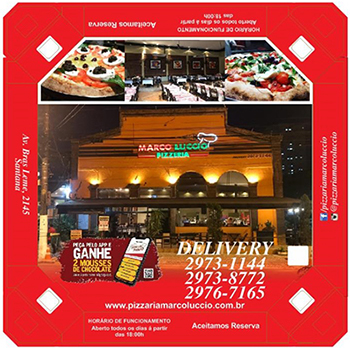 HORÁRIO DE FUNCIONAMENTO
Aberto todos os dias à partir
das 18:00h
Aceitamos Reserva
Av. Bras Leme, 2145
Santana
MARCO LUCCIO
PIZZARIA
/pizzariamarcoluccio
@pizzariamarcoluccio
PEÇA PELO APP E
GANHE
2 MOUSSES
DE CHOCOLATE
DELIVERY
2973-1144
2973-8772
2976-7165
www.pizzariamarcoluccio.com.br
HORÁRIO DE FUNCIONAMENTO
Aberto todos os dias à partir
das 18:00h
Aceitamos Reserva